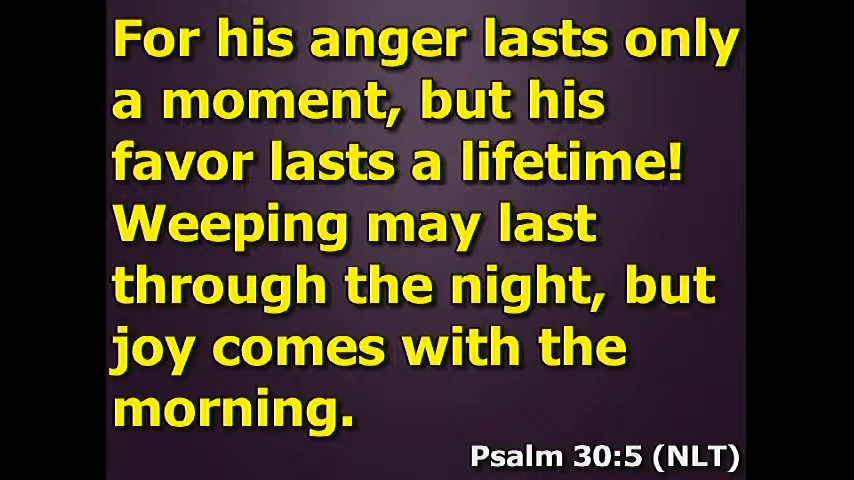 For his anger lasts only
a moment, but his
favor lasts a lifetime!
Weeping may last
through the night, but
joy comes with the
morning.
Psalm 30:5 (NLT)